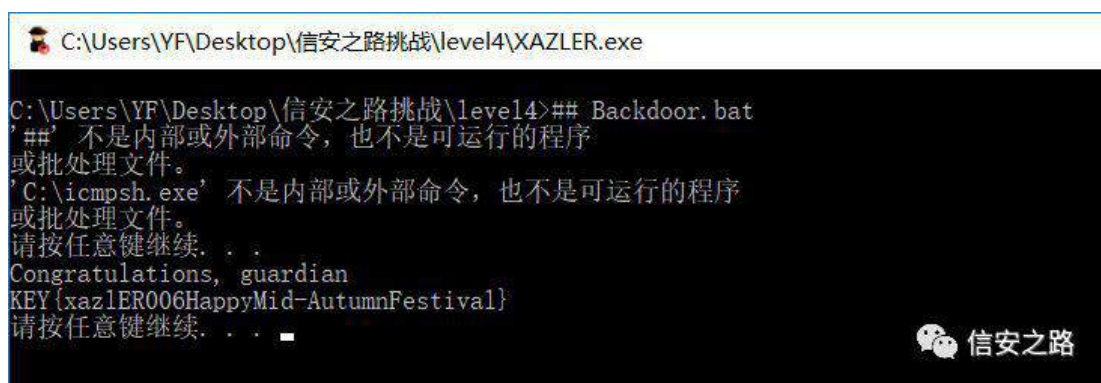 C:\Users\YF\Desktop\信安之路挑战\level4\XAZLER.exe
C:\Users\YF\Desktop\信安之路挑战\level4>## Backdoor.bat
'##' 不是内部或外部命令，也不是可运行的程序
或批处理文件。
'C:\icmpsh.exe' 不是内部或外部命令，也不是可运行的程序
或批处理文件。
请按任意键继续. . .
Congratulations, guardian
KEY{xazlER006HappyMid-AutumnFestival}
请按任意键继续. . .
信安之路